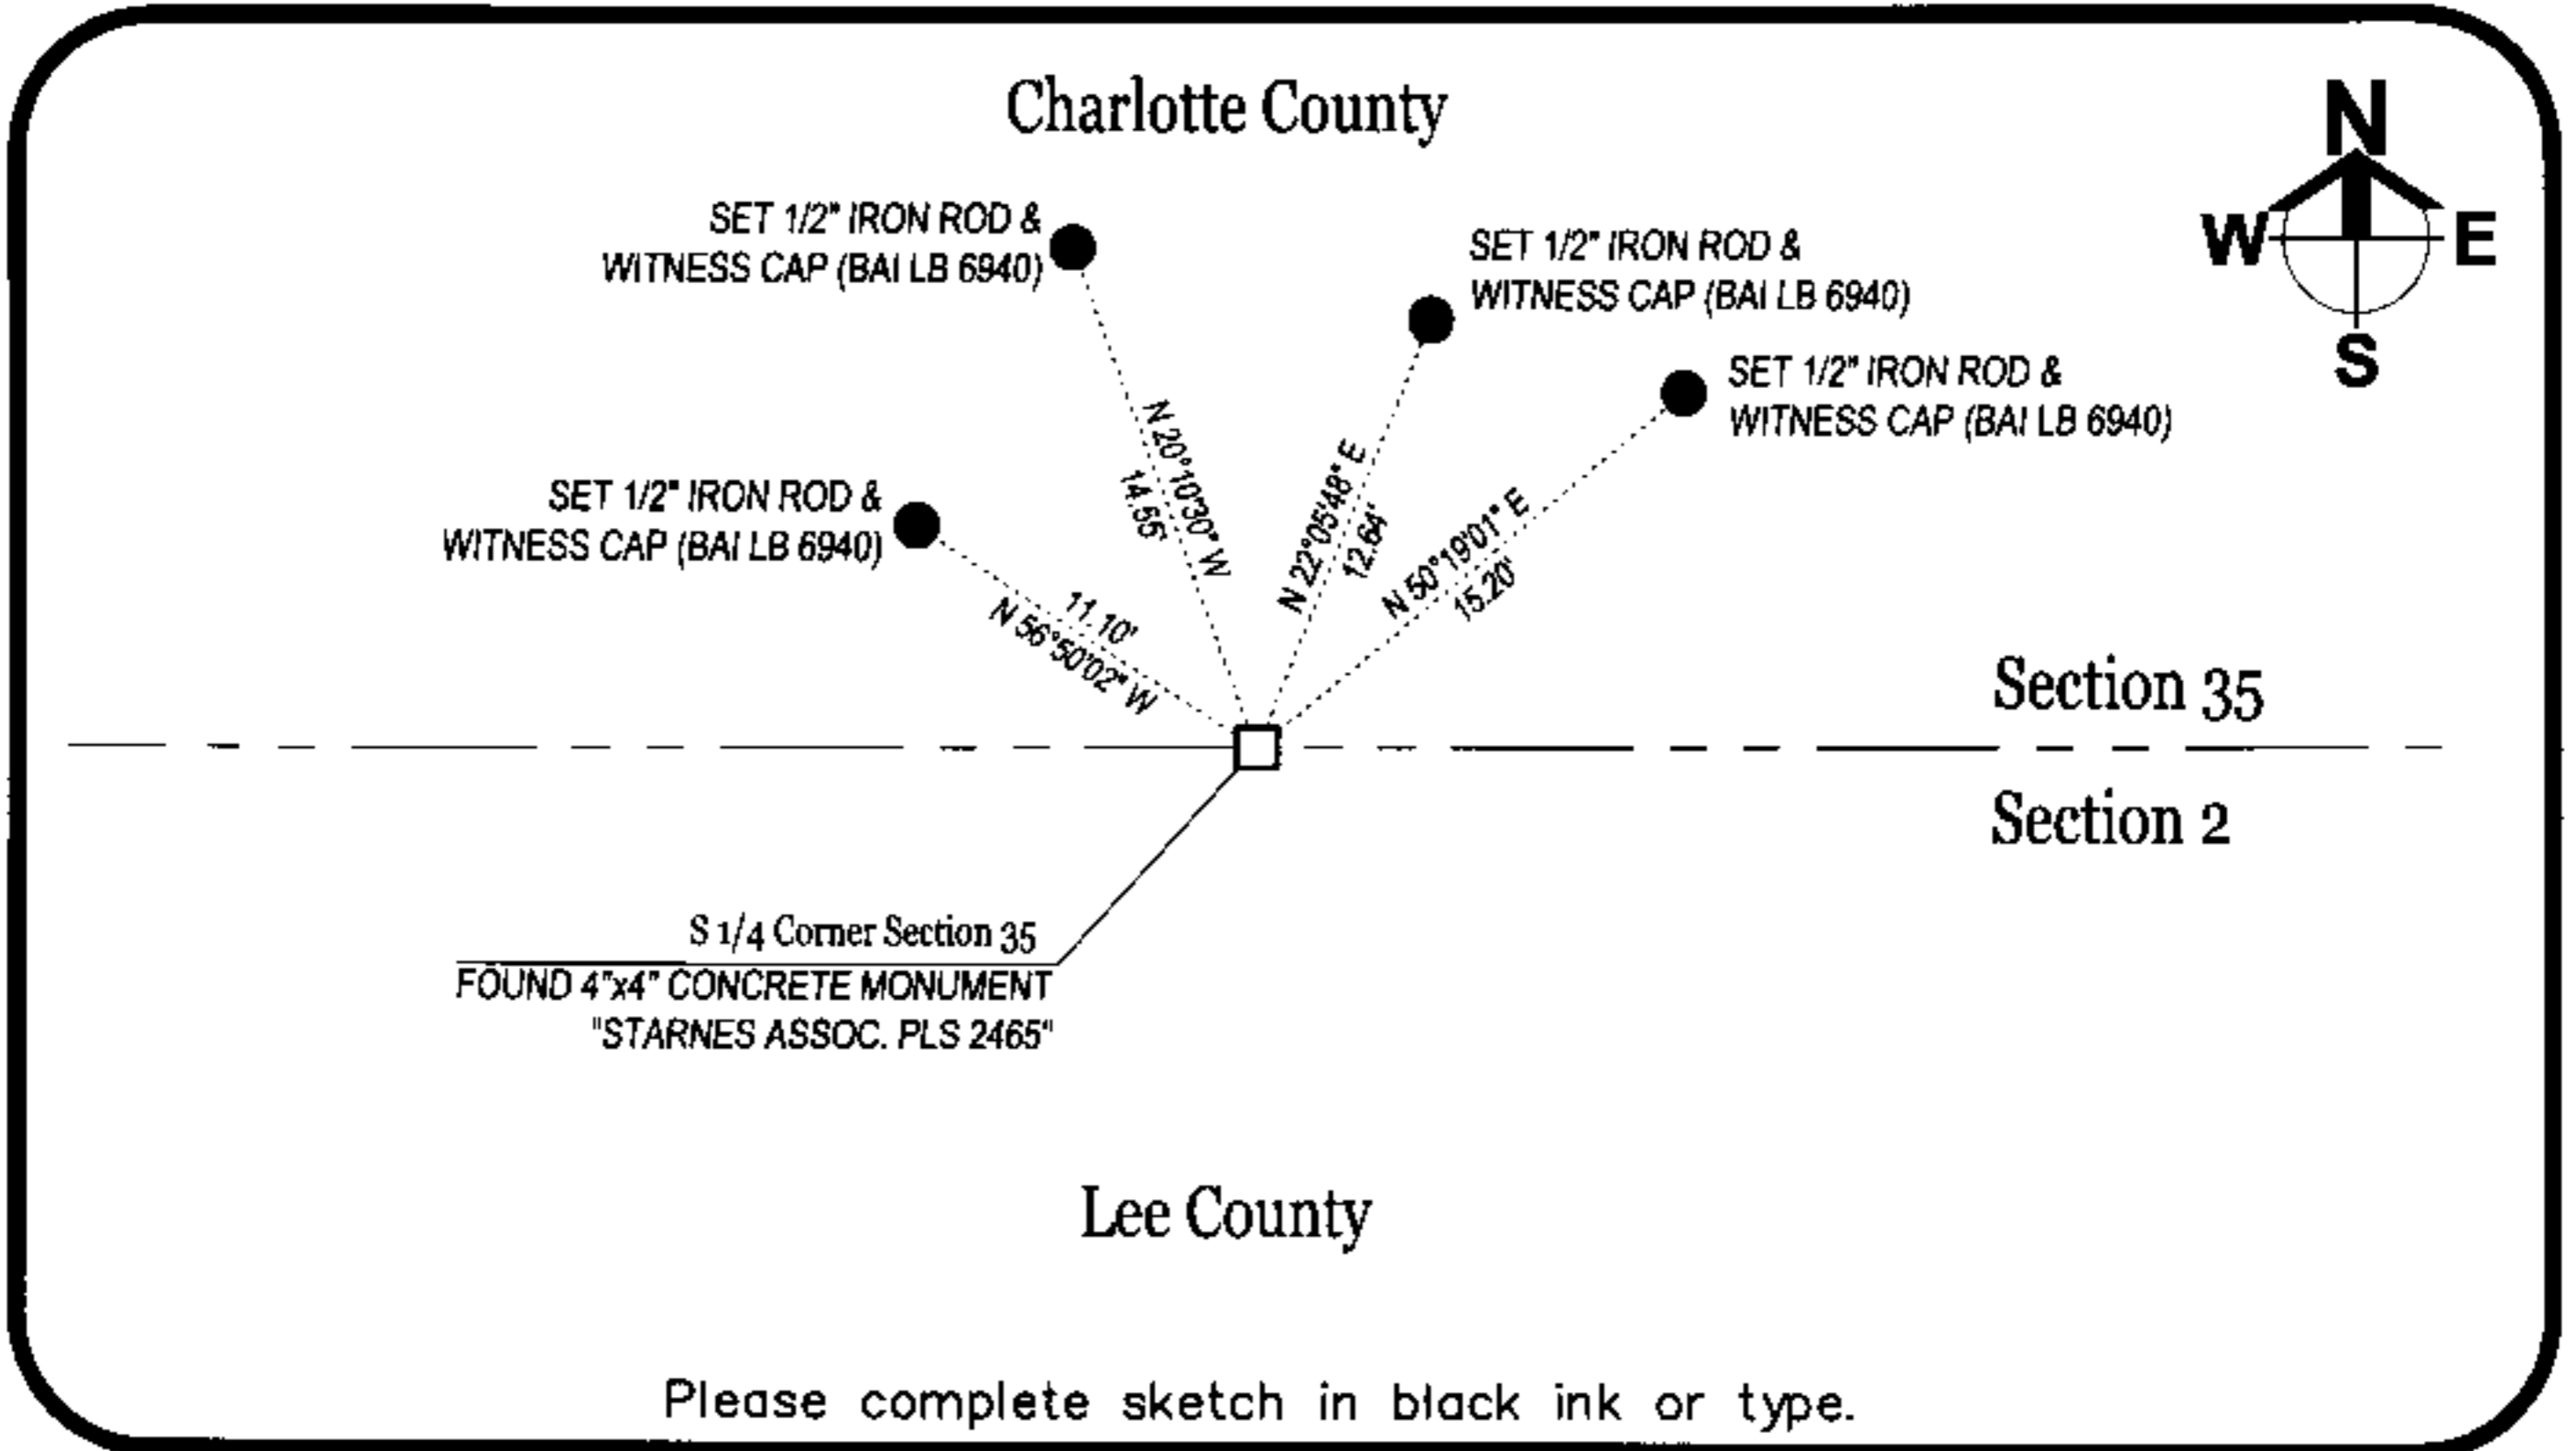 Charlotte County
N
W E
S
SET 1/2" IRON ROD &
WITNESS CAP (BAI LB 6940)
SET 1/2" IRON ROD &
WITNESS CAP (BAI LB 6940)
SET 1/2" IRON ROD &
WITNESS CAP (BAI LB 6940)
SET 1/2" IRON ROD &
WITNESS CAP (BAI LB 6940)
N 20°10'30" W
14.55'
N 22°05'48" E
12.64'
N 50°19'01" E
15.20'
11.10'
N 56°50'02" W
Section 35
Section 2
S 1/4 Corner Section 35
FOUND 4"x4" CONCRETE MONUMENT
"STARNES ASSOC. PLS 2465"
Lee County
Please complete sketch in black ink or type.